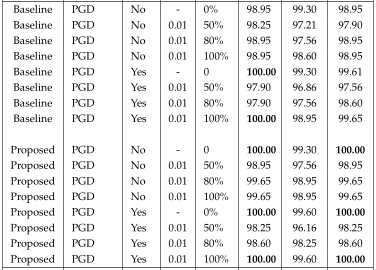 Baseline PGD No - 0% 98.95 99.30 98.95
Baseline PGD No 0.01 50% 98.25 97.21 97.90
Baseline PGD No 0.01 80% 98.95 97.56 98.95
Baseline PGD No 0.01 100% 98.95 98.60 98.95
Baseline PGD Yes - 0 100.00 99.30 99.61
Baseline PGD Yes 0.01 50% 97.90 96.86 97.56
Baseline PGD Yes 0.01 80% 97.90 97.56 98.60
Baseline PGD Yes 0.01 100% 100.00 98.95 99.65
Proposed PGD No - 0 100.00 99.30 100.00
Proposed PGD No 0.01 50% 98.95 97.56 98.95
Proposed PGD No 0.01 80% 99.65 98.95 99.65
Proposed PGD No 0.01 100% 99.65 98.95 99.65
Proposed PGD Yes - 0% 100.00 99.60 100.00
Proposed PGD Yes 0.01 50% 98.25 96.16 98.25
Proposed PGD Yes 0.01 80% 98.60 98.25 98.60
Proposed PGD Yes 0.01 100% 100.00 99.60 100.00